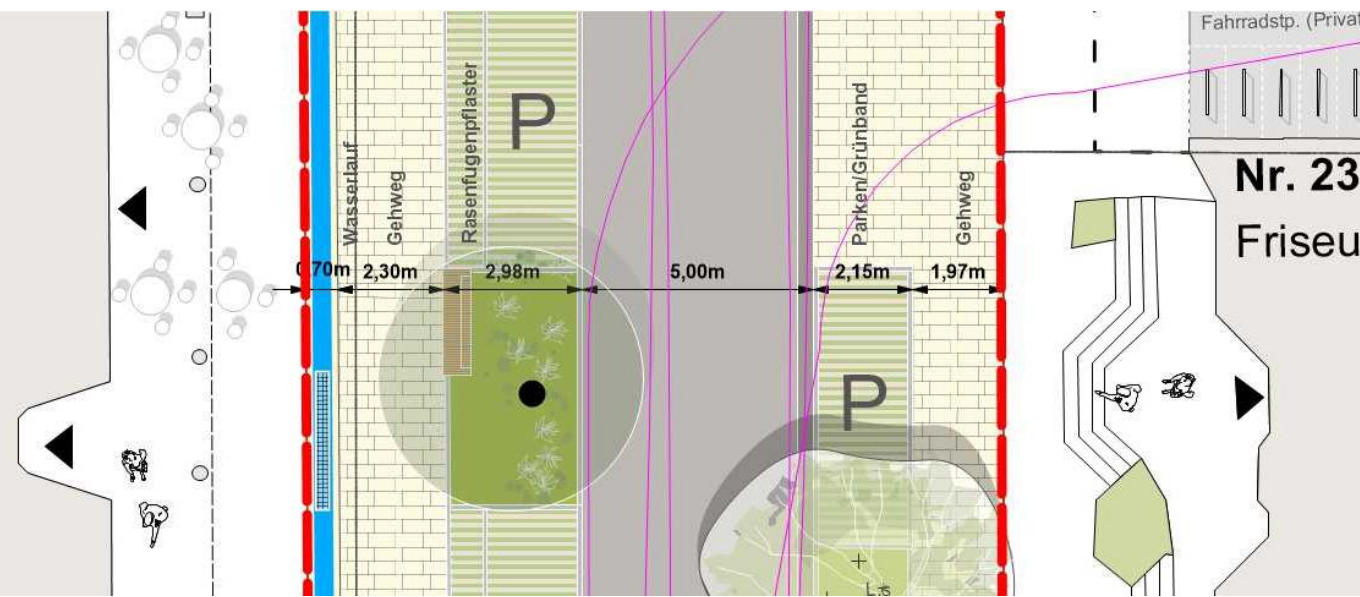 Fahrradstp. (Privat
P
Wasserlauf
Gehweg
Rasenfugenpflaster
Parken/Grünband
Gehweg
Nr. 23
Friseu
0,70m
2,30m
2,98m
5,00m
2,15m
1,97m
P